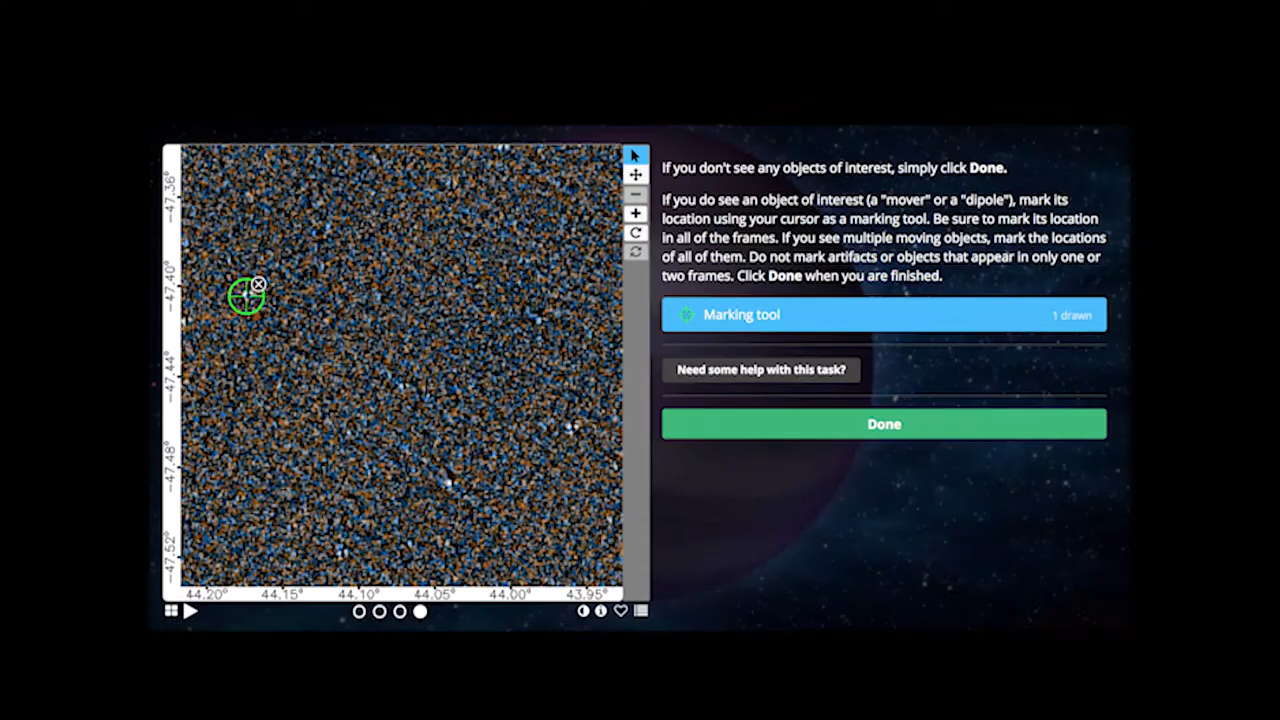 If you don't see any objects of interest, simply click Done.
If you do see an object of interest (a "mover" or a "dipole"), mark its
location using your cursor as a marking tool. Be sure to mark its location
in all of the frames. If you see multiple moving objects, mark the locations
of all of them. Do not mark artifacts or objects that appear in only one or
two frames. Click Done when you are finished.
Marking tool 1 drawn
Need some help with this task?
Done
−47.36°
−47.40°
−47.44°
−47.48°
−47.52°
44.20° 44.15° 44.10° 44.05° 44.00° 43.95°